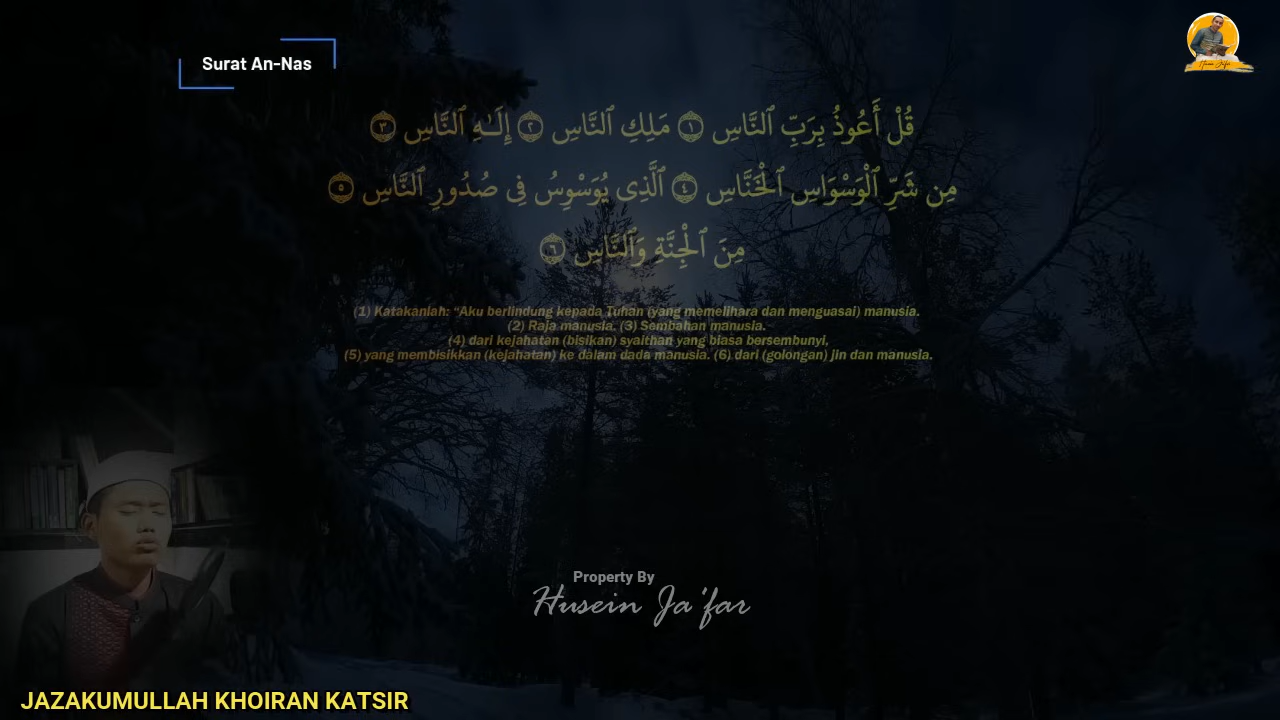 Surat An-Nas
قُلْ أَعُوذُ بِرَبِّ ٱلنَّاسِ ١ مَلِكِ ٱلنَّاسِ ٢ إِلَـٰهِ ٱلنَّاسِ ٣
مِن شَرِّ ٱلْوَسْوَاسِ ٱلْخَنَّاسِ ٤ ٱلَّذِى يُوَسْوِسُ فِى صُدُورِ ٱلنَّاسِ ٥
مِنَ ٱلْجِنَّةِ وَٱلنَّاسِ ٦
(1) Katakanlah: "Aku berlindung kepada Tuhan (yang memelihara dan menguasai) manusia.
(2) Raja manusia. (3) Sembahan manusia.
(4) dari kejahatan (bisikan) syaithan yang biasa bersembunyi,
(5) yang membisikkan (kejahatan) ke dalam dada manusia. (6) dari (golongan) jin dan manusia.
Property By
Husein Ja'far
JAZAKUMULLAH KHOIRAN KATSIR